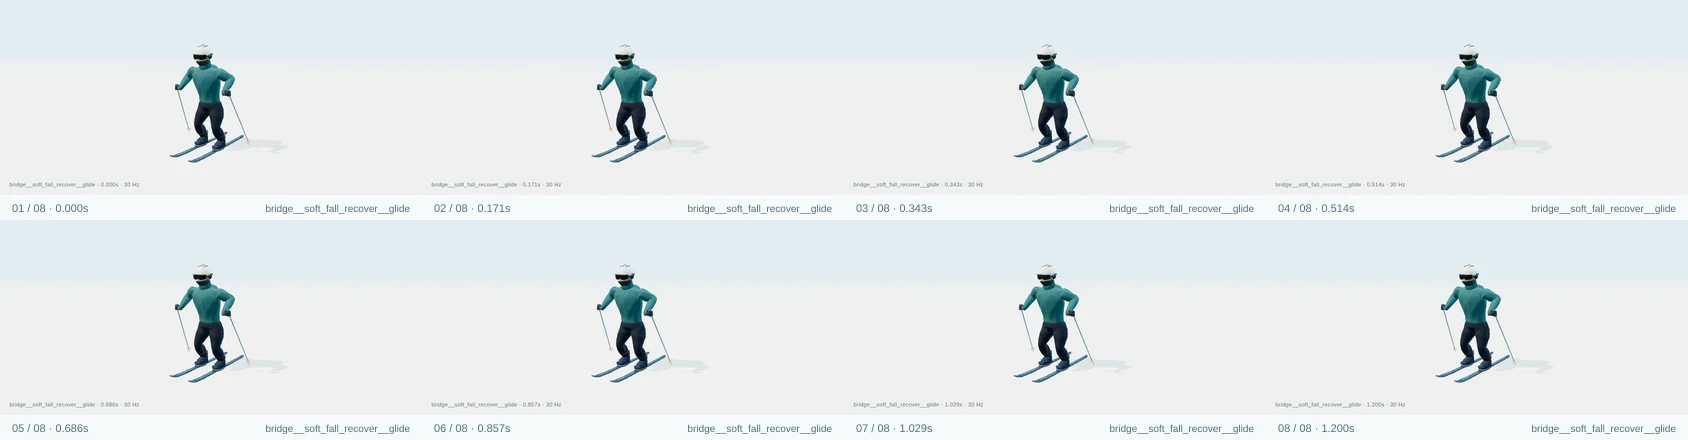 bridge__soft_fall_recover__glide · 0.000s · 30 Hz
bridge__soft_fall_recover__glide · 0.171s · 30 Hz
bridge__soft_fall_recover__glide · 0.343s · 30 Hz
bridge__soft_fall_recover__glide · 0.514s · 30 Hz
01 / 08 · 0.000s
bridge__soft_fall_recover__glide
02 / 08 · 0.171s
bridge__soft_fall_recover__glide
03 / 08 · 0.343s
bridge__soft_fall_recover__glide
04 / 08 · 0.514s
bridge__soft_fall_recover__glide
bridge__soft_fall_recover__glide · 0.686s · 30 Hz
bridge__soft_fall_recover__glide · 0.857s · 30 Hz
bridge__soft_fall_recover__glide · 1.029s · 30 Hz
bridge__soft_fall_recover__glide · 1.200s · 30 Hz
05 / 08 · 0.686s
bridge__soft_fall_recover__glide
06 / 08 · 0.857s
bridge__soft_fall_recover__glide
07 / 08 · 1.029s
bridge__soft_fall_recover__glide
08 / 08 · 1.200s
bridge__soft_fall_recover__glide